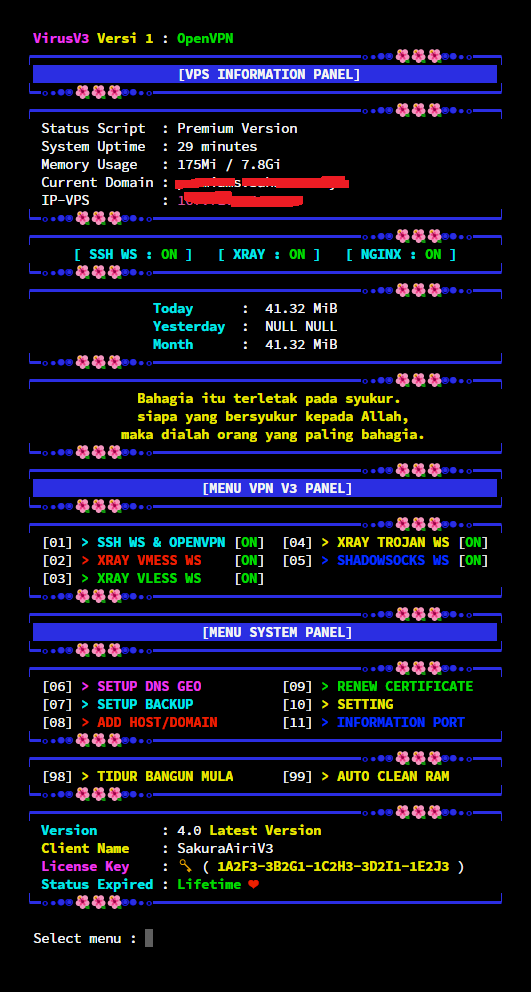 VirusV3 Versi 1 : OpenVPN
[VPS INFORMATION PANEL]
Status Script : Premium Version
System Uptime : 29 minutes
Memory Usage : 175Mi / 7.8Gi
Current Domain :
IP-VPS :
[ SSH WS : ON ] [ XRAY : ON ] [ NGINX : ON ]
Today : 41.32 MiB
Yesterday : NULL NULL
Month : 41.32 MiB
Bahagia itu terletak pada syukur.
siapa yang bersyukur kepada Allah,
maka dialah orang yang paling bahagia.
[MENU VPN V3 PANEL]
[01] > SSH WS & OPENVPN [ON] [04] > XRAY TROJAN WS [ON]
[02] > XRAY VMESS WS [ON] [05] > SHADOWSOCKS WS [ON]
[03] > XRAY VLESS WS [ON]
[MENU SYSTEM PANEL]
[06] > SETUP DNS GEO [09] > RENEW CERTIFICATE
[07] > SETUP BACKUP [10] > SETTING
[08] > ADD HOST/DOMAIN [11] > INFORMATION PORT
[98] > TIDUR BANGUN MULA [99] > AUTO CLEAN RAM
Version : 4.0 Latest Version
Client Name : SakuraAiriV3
License Key : 🔑 ( 1A2F3-3B2G1-1C2H3-3D2I1-1E2J3 )
Status Expired : Lifetime ❤
Select menu :